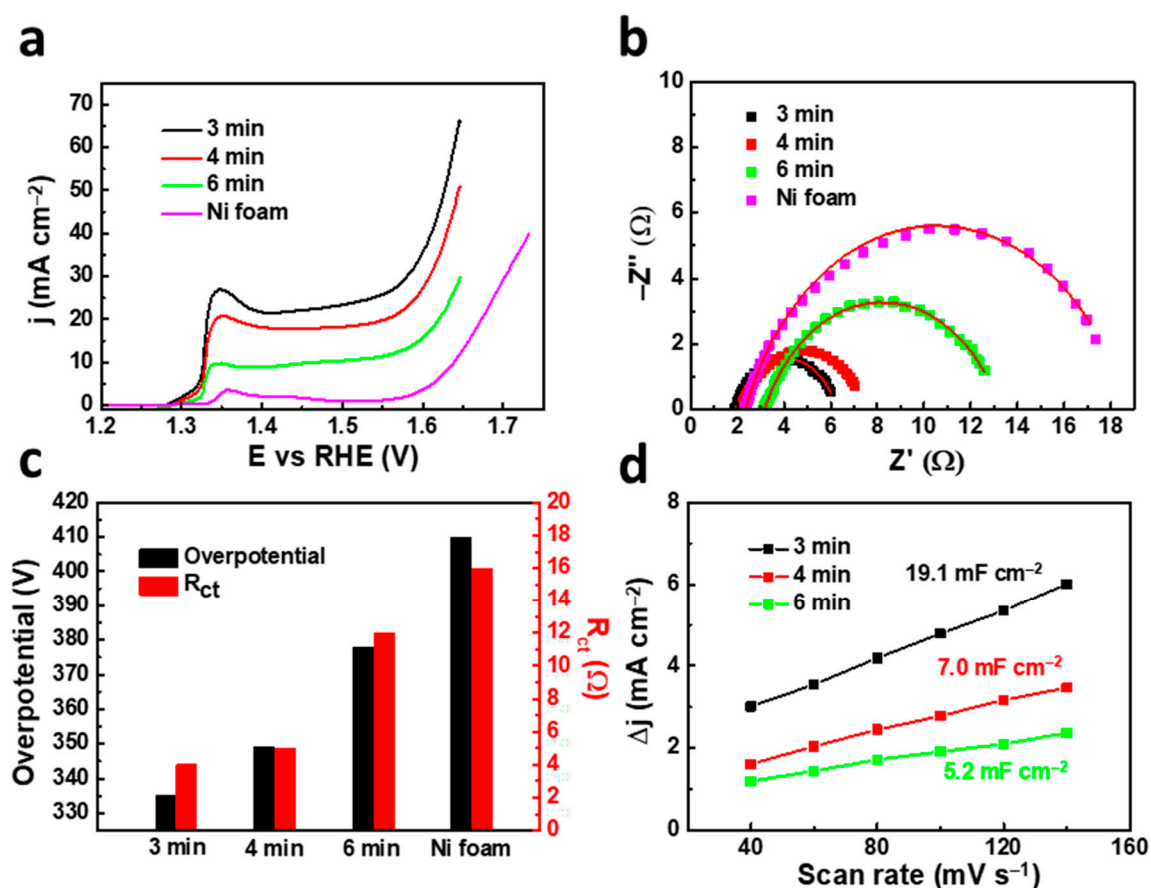 a
70
60
50
40
30
20
10
0
j (mA cm−2)
3 min
4 min
6 min
Ni foam
1.2 1.3 1.4 1.5 1.6 1.7
E vs RHE (V)
b
10
8
6
4
2
0
−Z'' (Ω)
3 min
4 min
6 min
Ni foam
0 2 4 6 8 10 12 14 16 18
Z' (Ω)
c
420
410
400
390
380
370
360
350
340
330
Overpotential (V)
Overpotential
Rct
20
18
16
14
12
10
8
6
4
2
0
Rct (Ω)
3 min 4 min 6 min Ni foam
d
8
6
4
2
0
Δj (mA cm−2)
3 min
4 min
6 min
19.1 mF cm−2
7.0 mF cm−2
5.2 mF cm−2
40 80 120 160
Scan rate (mV s−1)